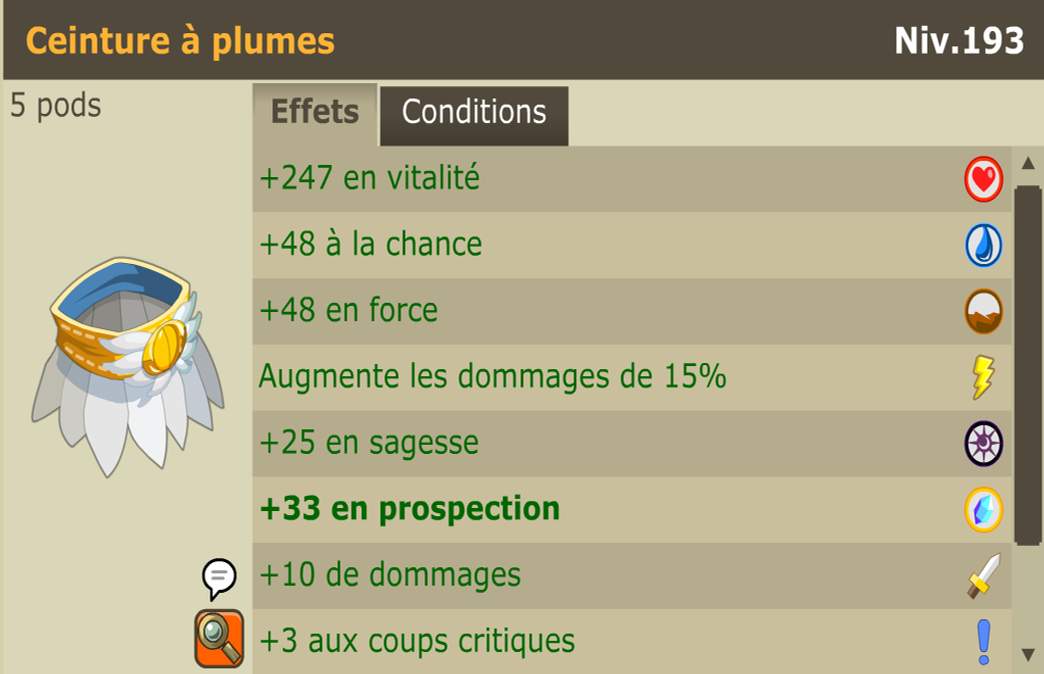 Ceinture à plumes
Niv.193
5 pods
Effets
Conditions
+247 en vitalité
+48 à la chance
+48 en force
Augmente les dommages de 15%
+25 en sagesse
+33 en prospection
+10 de dommages
+3 aux coups critiques